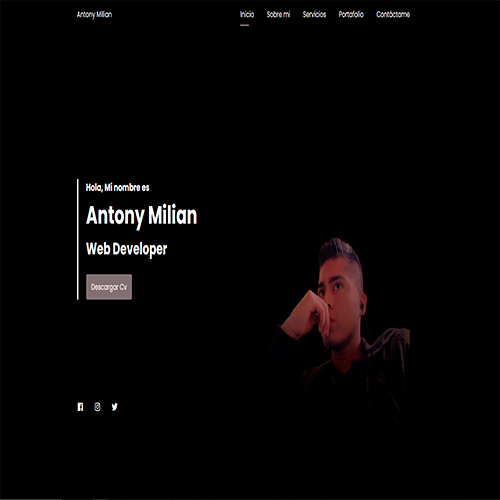 Antony Milian
Inicio Sobre mi Servicios Portafolio Contáctame
Hola, Mi nombre es
Antony Milian
Web Developer
Descargar Cv